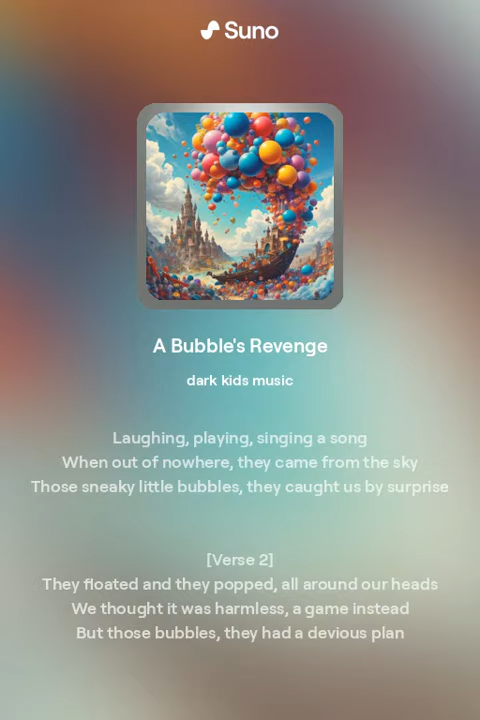 Suno
A Bubble's Revenge
dark kids music
Laughing, playing, singing a song
When out of nowhere, they came from the sky
Those sneaky little bubbles, they caught us by surprise
[Verse 2]
They floated and they popped, all around our heads
We thought it was harmless, a game instead
But those bubbles, they had a devious plan